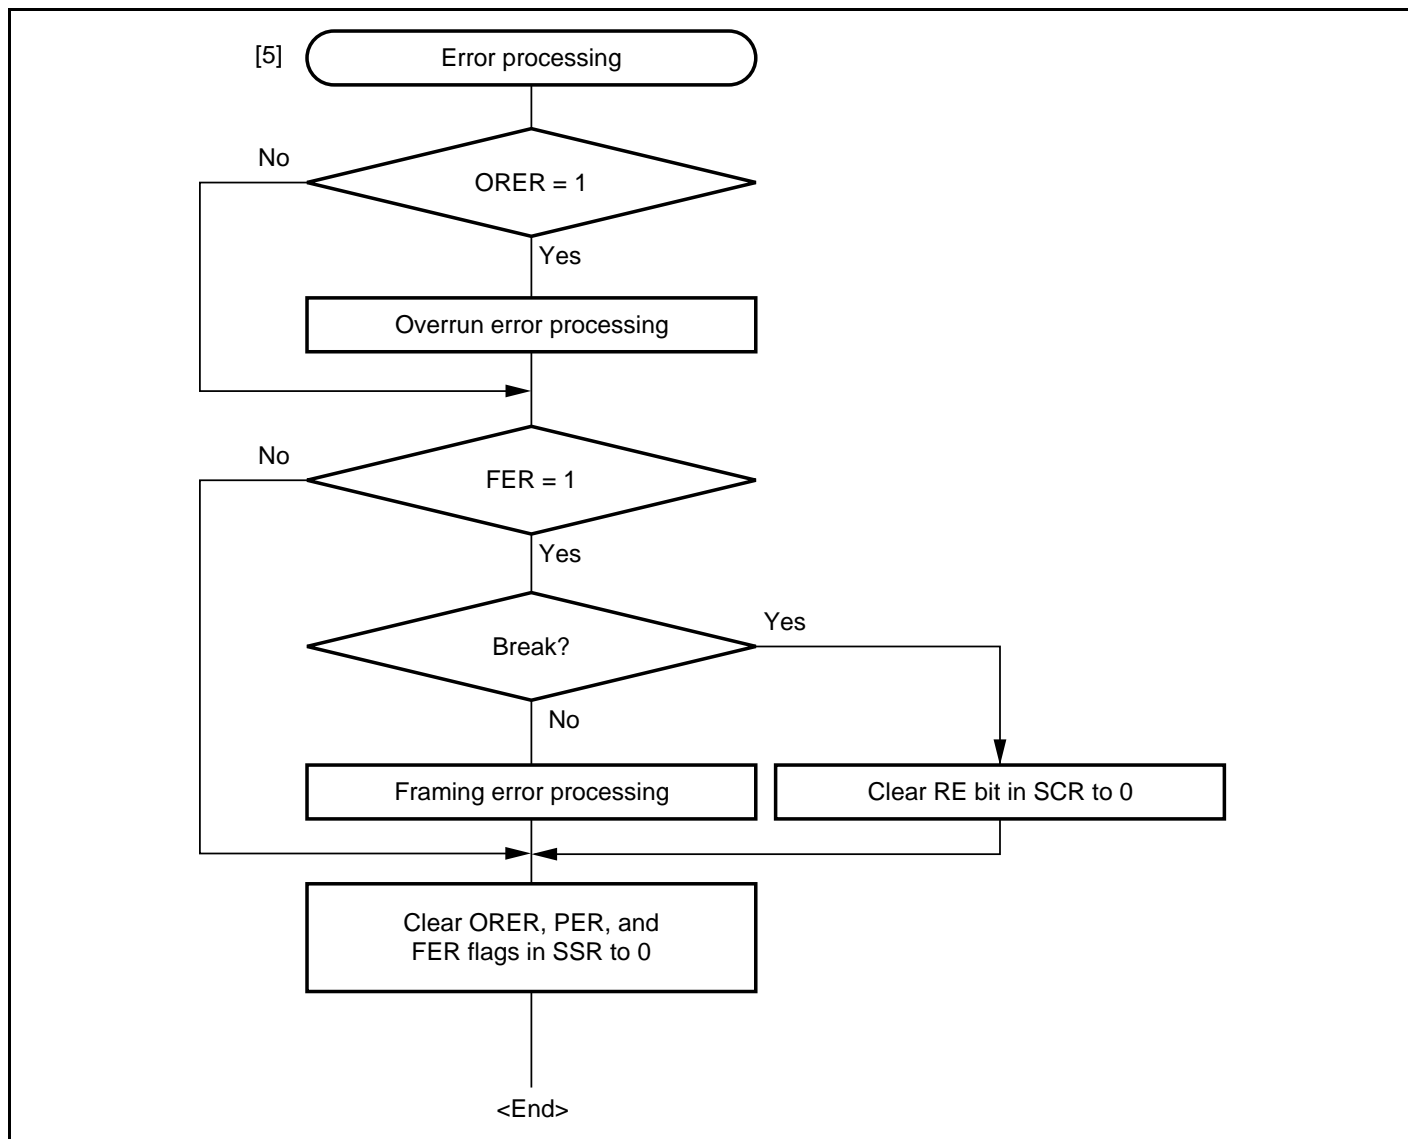 [5] Error processing
No
ORER = 1
Yes
Overrun error processing
No
FER = 1
Yes
Break?
Yes
No
Framing error processing
Clear RE bit in SCR to 0
Clear ORER, PER, and
FER flags in SSR to 0
<End>